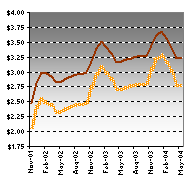 $4.00
$3.75
$3.50
$3.25
$3.00
$2.75
$2.50
$2.25
$2.00
$1.75
Nov-01
Feb-02
May-02
Aug-02
Nov-02
Feb-03
May-03
Aug-03
Nov-03
Feb-04
May-04